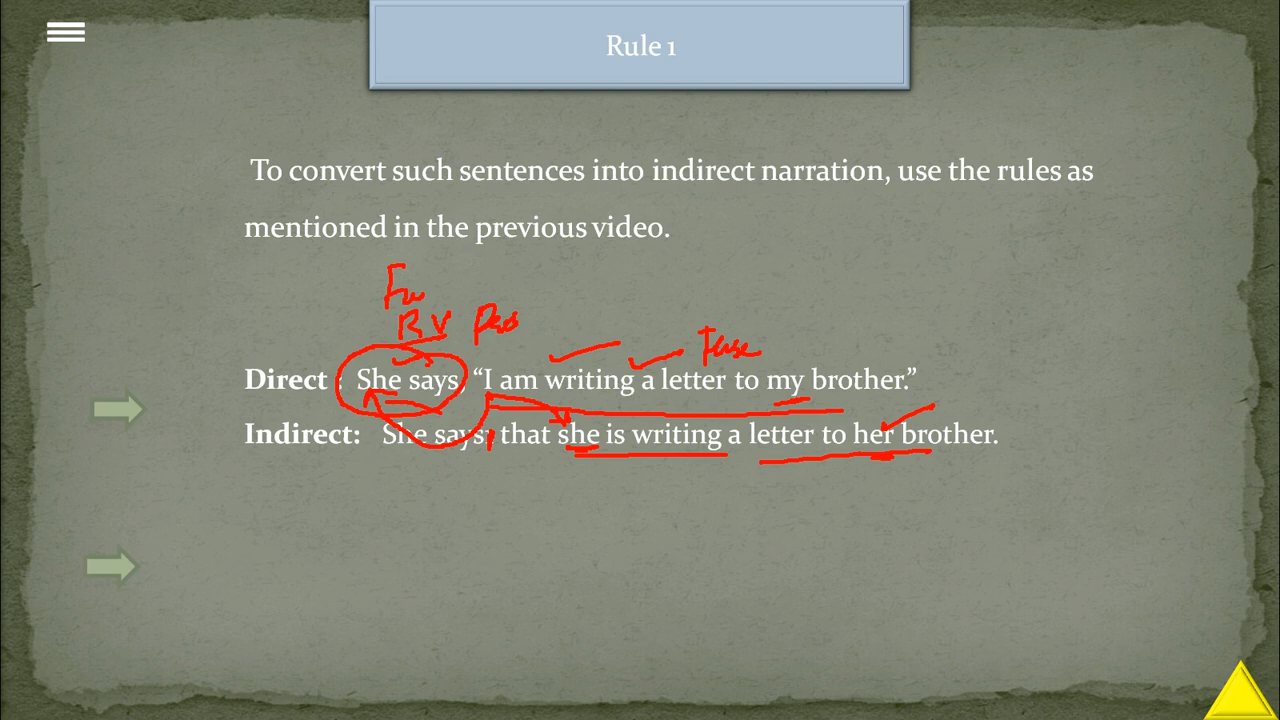 Rule 1
To convert such sentences into indirect narration, use the rules as
mentioned in the previous video.
R V
Tense
Direct : She says, “I am writing a letter to my brother.”
Indirect: She says, that she is writing a letter to her brother.